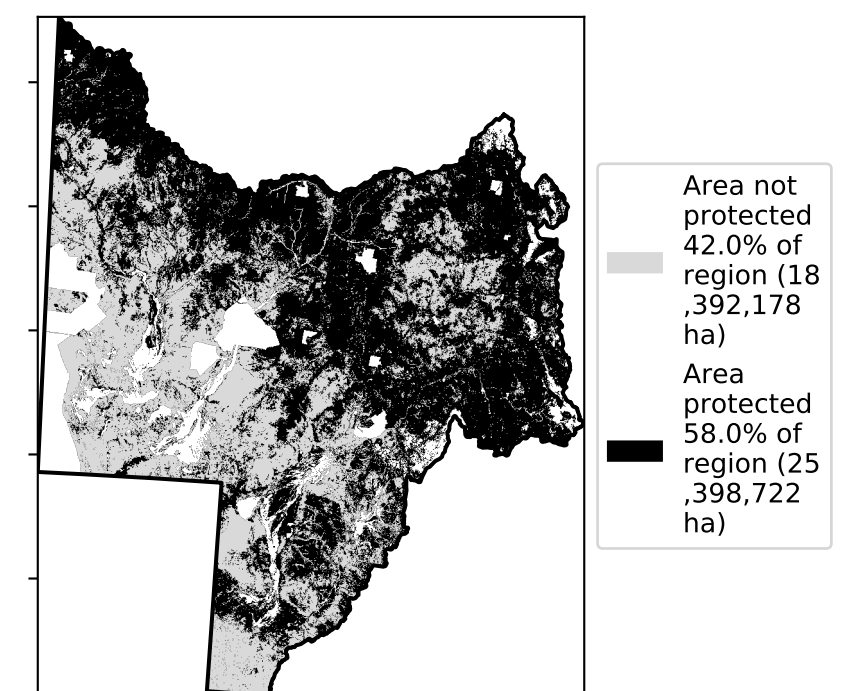 Area not
protected
42.0% of
region (18
,392,178
ha)
Area
protected
58.0% of
region (25
,398,722
ha)